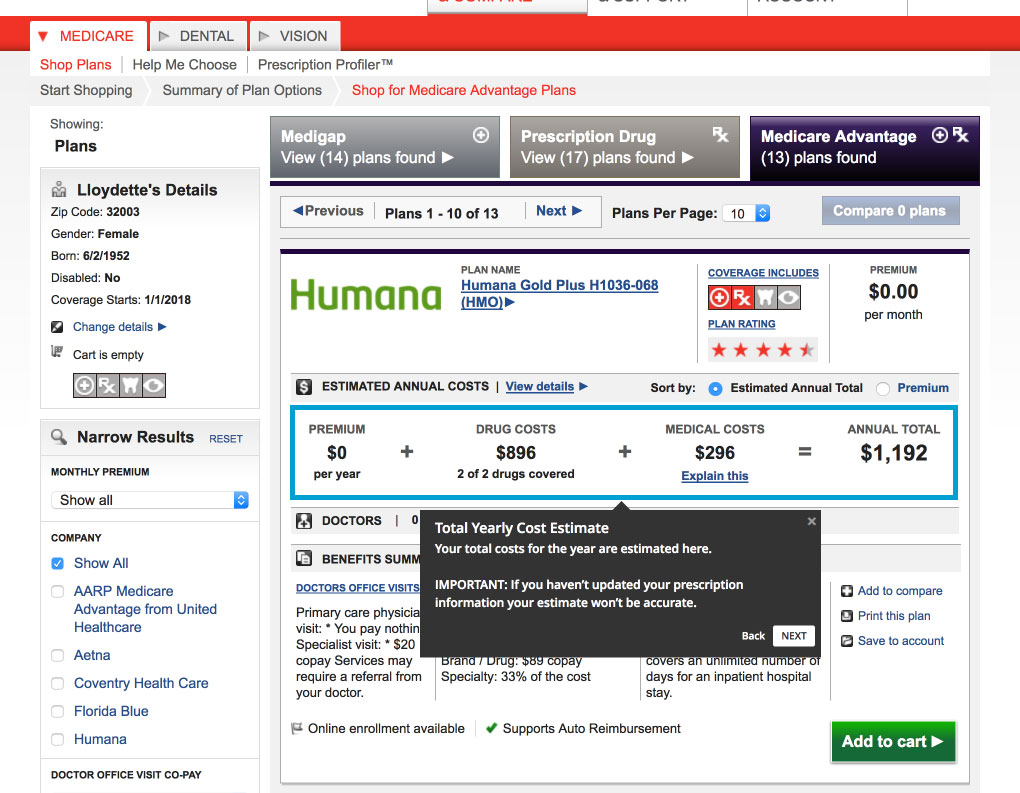 & COMPARE
& SUPPORT
ACCOUNT
MEDICARE
DENTAL
VISION
Shop Plans
Help Me Choose
Prescription Profiler™
Start Shopping
Summary of Plan Options
Shop for Medicare Advantage Plans
Showing:
Plans
Lloydette's Details
Zip Code: 32003
Gender: Female
Born: 6/2/1952
Disabled: No
Coverage Starts: 1/1/2018
Change details ▶
Cart is empty
Narrow Results RESET
MONTHLY PREMIUM
Show all
COMPANY
Show All
AARP Medicare
Advantage from United
Healthcare
Aetna
Coventry Health Care
Florida Blue
Humana
DOCTOR OFFICE VISIT CO-PAY
Medigap
View (14) plans found ▶
Prescription Drug
View (17) plans found ▶
Medicare Advantage
(13) plans found
◀Previous
Plans 1 - 10 of 13
Next ▶
Plans Per Page: 10
Compare 0 plans
Humana
PLAN NAME
Humana Gold Plus H1036-068
(HMO)▶
COVERAGE INCLUDES
PLAN RATING
PREMIUM
$0.00
per month
ESTIMATED ANNUAL COSTS | View details ▶
Sort by: Estimated Annual Total Premium
PREMIUM
$0
per year
+
DRUG COSTS
$896
2 of 2 drugs covered
+
MEDICAL COSTS
$296
Explain this
=
ANNUAL TOTAL
$1,192
DOCTORS | 0
BENEFITS SUMM
Total Yearly Cost Estimate
Your total costs for the year are estimated here.
IMPORTANT: If you haven't updated your prescription
information your estimate won't be accurate.
Back NEXT
DOCTORS OFFICE VISITS
Primary care physicia
visit: * You pay nothin
Specialist visit: * $20
copay Services may
require a referral from
your doctor.
Brand / Drug: $89 copay
Specialty: 33% of the cost
covers an unlimited number of
days for an inpatient hospital
stay.
Add to compare
Print this plan
Save to account
Online enrollment available
Supports Auto Reimbursement
Add to cart ▶